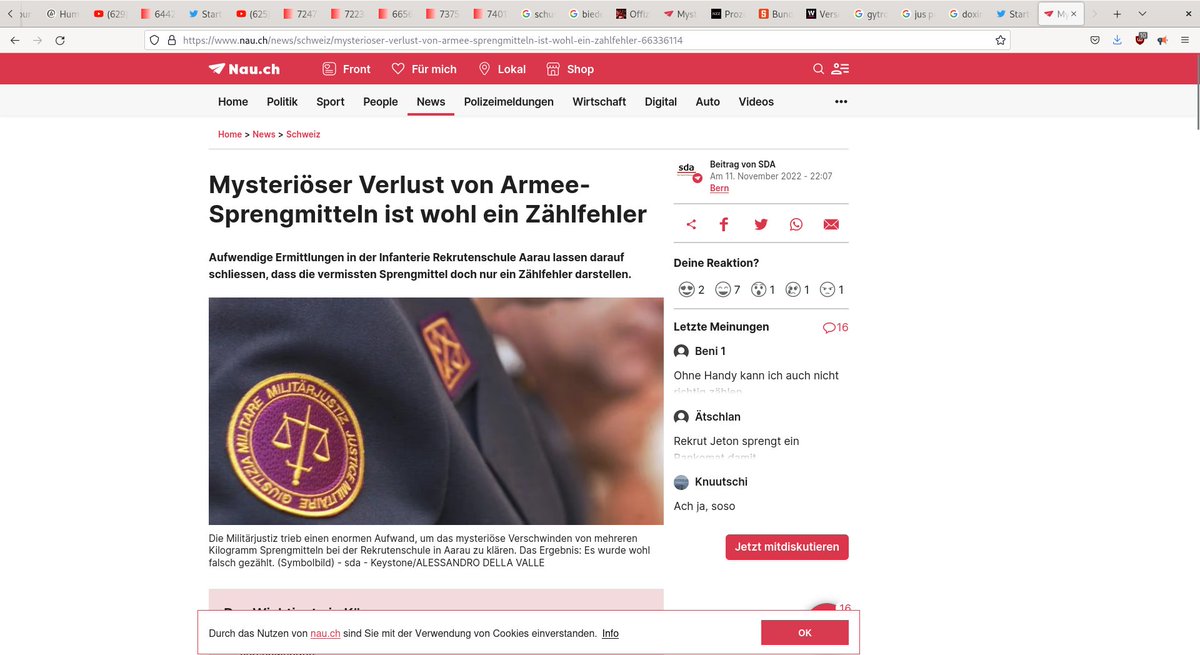 Hum
(629)
6442
Start
(625)
7247
7223
6656
7375
7401
schu
biede
Offiz
Myst
Proz
Bund
Vers
gytro
jus p
doxi
Start
My
https://www.nau.ch/news/schweiz/mysterioser-verlust-von-armee-sprengmitteln-ist-wohl-ein-zahlfehler-66336114
Nau.ch
Front
Für mich
Lokal
Shop
Home
Politik
Sport
People
News
Polizeimeldungen
Wirtschaft
Digital
Auto
Videos
Home > News > Schweiz
Mysteriöser Verlust von Armee-
Sprengmitteln ist wohl ein Zählfehler
Aufwendige Ermittlungen in der Infanterie Rekrutenschule Aarau lassen darauf
schliessen, dass die vermissten Sprengmittel doch nur ein Zählfehler darstellen.
MILITÄRJUSTIZ JUSTICE MILITAIRE GIUSTIZIA MILITARE
Die Militärjustiz trieb einen enormen Aufwand, um das mysteriöse Verschwinden von mehreren
Kilogramm Sprengmitteln bei der Rekrutenschule in Aarau zu klären. Das Ergebnis: Es wurde wohl
falsch gezählt. (Symbolbild) - sda - Keystone/ALESSANDRO DELLA VALLE
sda
Beitrag von SDA
Am 11. November 2022 - 22:07
Bern
Deine Reaktion?
2
7
1
1
1
Letzte Meinungen
16
Beni 1
Ohne Handy kann ich auch nicht
richtig zählen
Ätschlan
Rekrut Jeton sprengt ein
Bankomat damit
Knuutschi
Ach ja, soso
Jetzt mitdiskutieren
16
Durch das Nutzen von nau.ch sind Sie mit der Verwendung von Cookies einverstanden. Info
OK